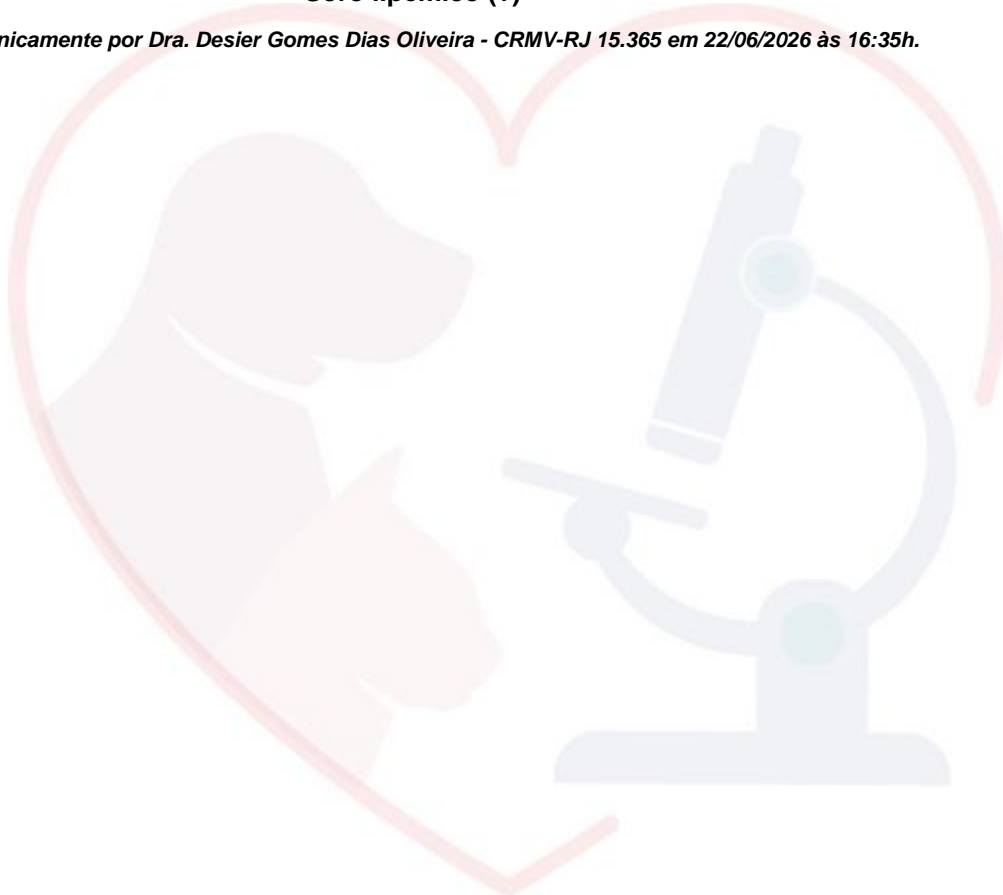 nicamente por Dra. Desier Gomes Dias Oliveira - CRMV-RJ 15.365 em 22/06/2026 às 16:35h.